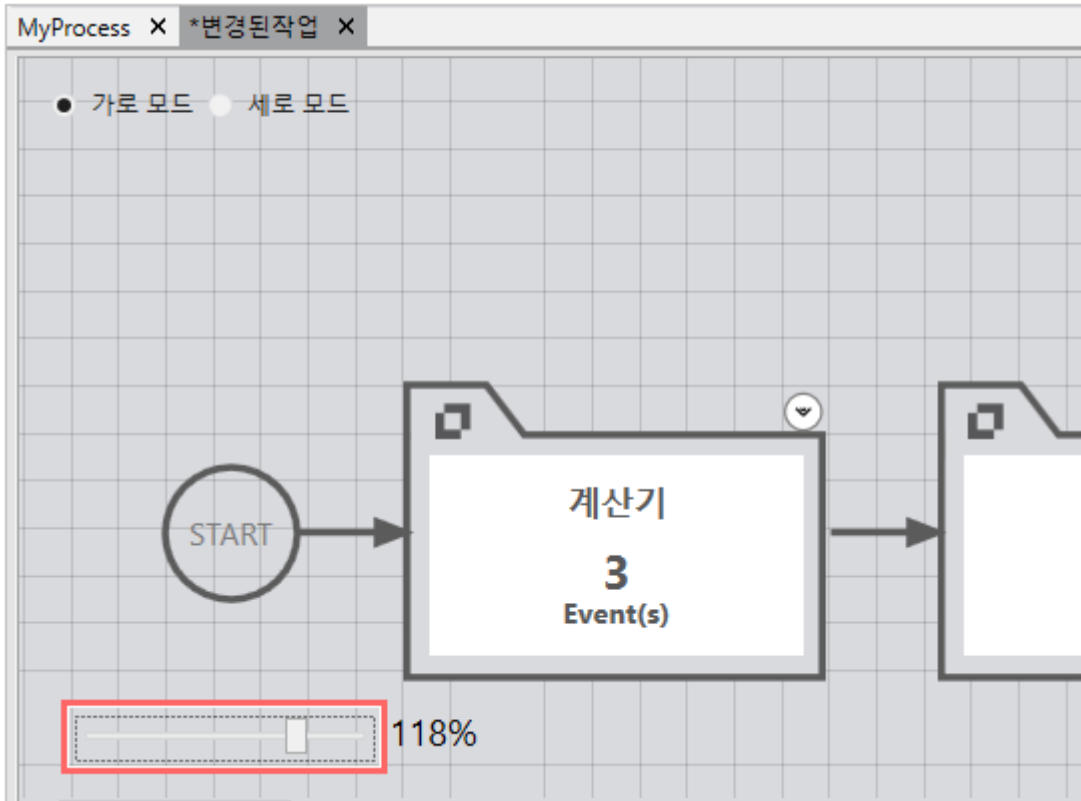 MyProcess *변경된작업
가로 모드 세로 모드
START
계산기
3
Event(s)
118%